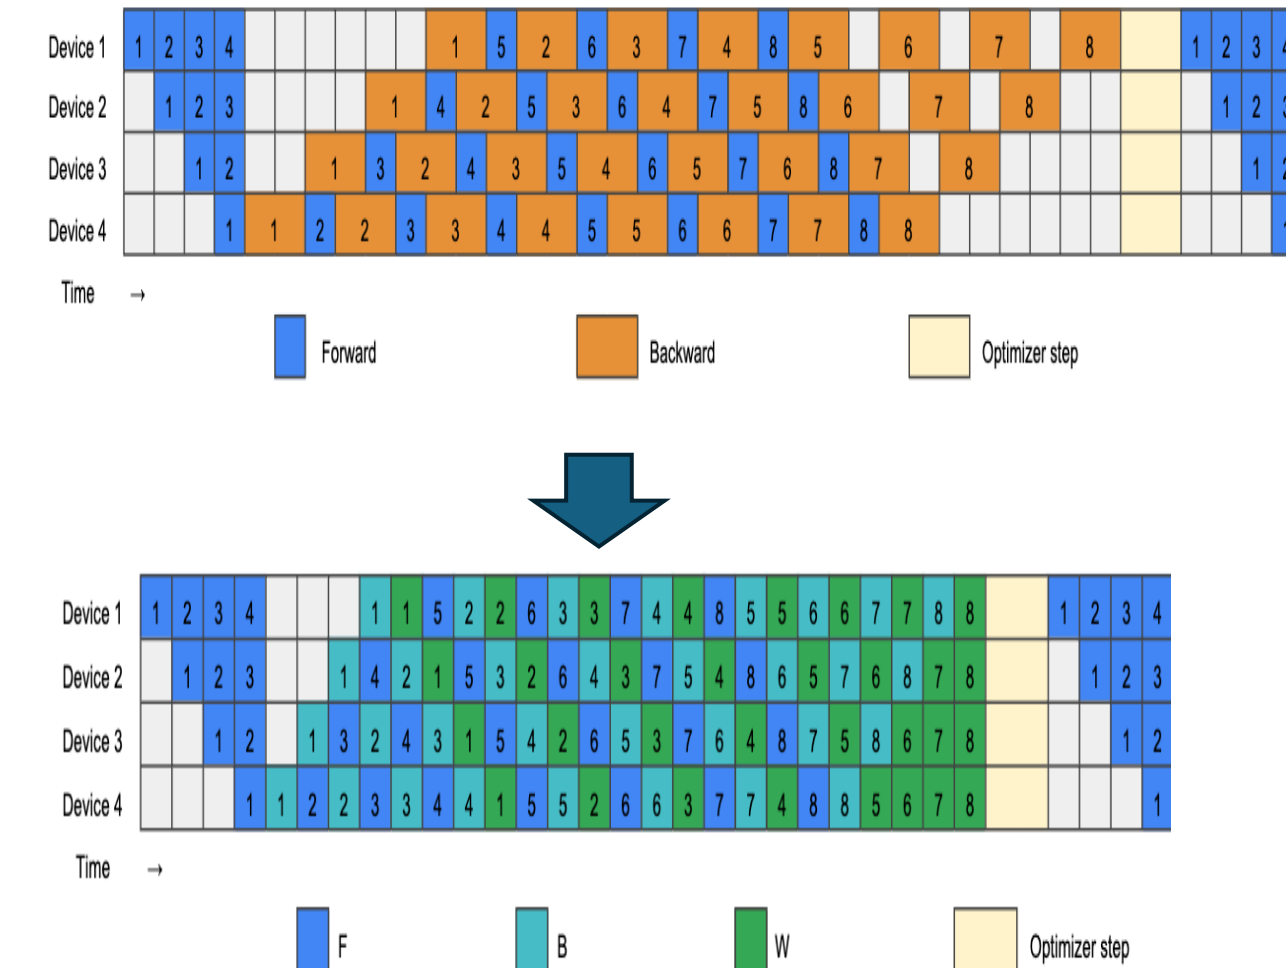 Device 1 1 2 3 4 1 5 2 6 3 7 4 8 5 6 7 8 1 2 3 4
Device 2 1 2 3 1 4 2 5 3 6 4 7 5 8 6 7 8 1 2 3
Device 3 1 2 1 3 2 4 3 5 4 6 5 7 6 8 7 8 1 2
Device 4 1 1 2 2 3 3 4 4 5 5 6 6 7 7 8 8 1
Time →
Forward Backward Optimizer step
Device 1 1 2 3 4 1 1 5 2 2 6 3 3 7 4 4 8 5 5 6 6 7 7 8 8 1 2 3 4
Device 2 1 2 3 1 4 2 1 5 3 2 6 4 3 7 5 4 8 6 5 7 6 8 7 8 1 2 3
Device 3 1 2 1 3 2 4 3 1 5 4 2 6 5 3 7 6 4 8 7 5 8 6 7 8 1 2
Device 4 1 1 2 2 3 3 4 4 1 5 5 2 6 6 3 7 7 4 8 8 5 6 7 8 1
Time →
F B W Optimizer step